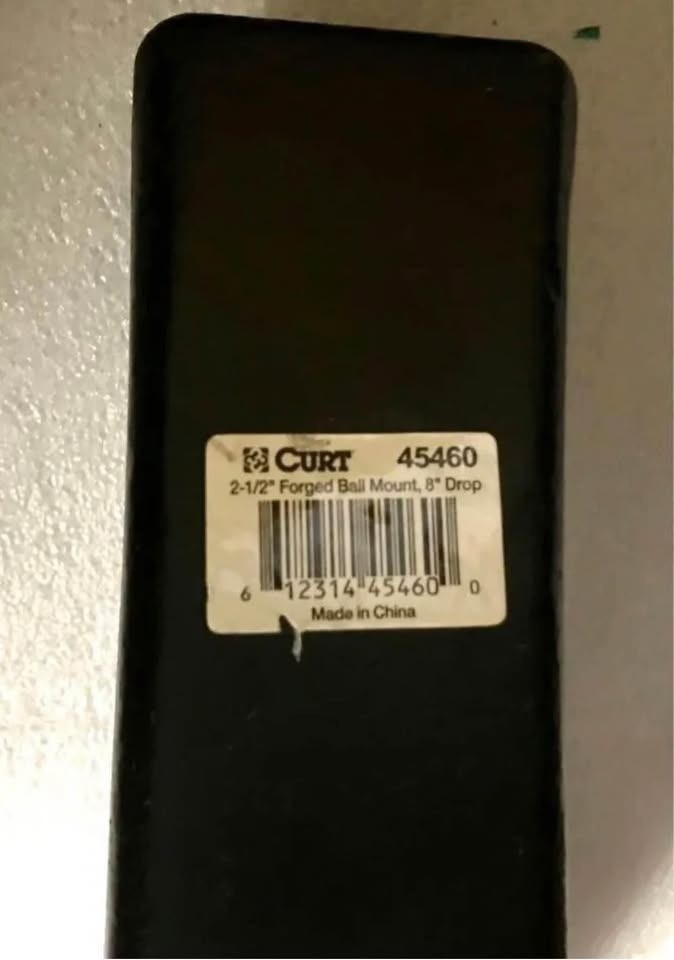 CURT 45460
2-1/2" Forged Ball Mount, 8" Drop
6 12314 45460 0
Made in China